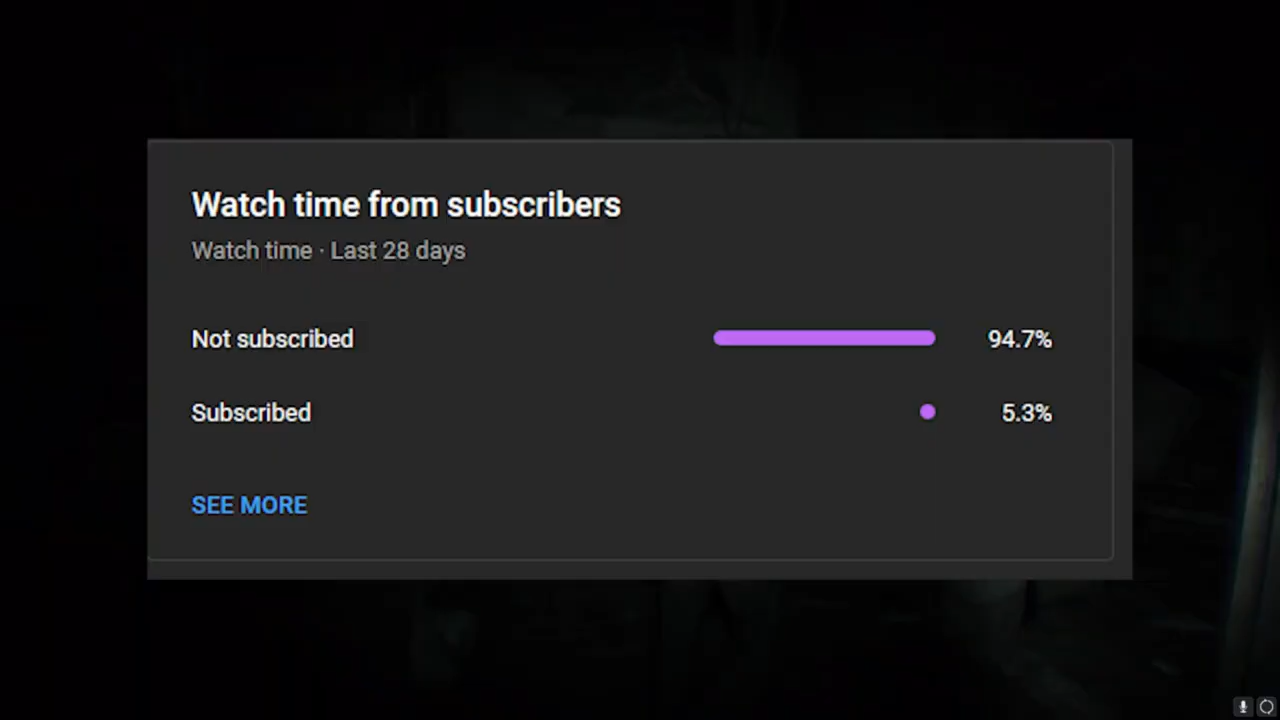 Watch time from subscribers
Watch time · Last 28 days
Not subscribed 94.7%
Subscribed 5.3%
SEE MORE